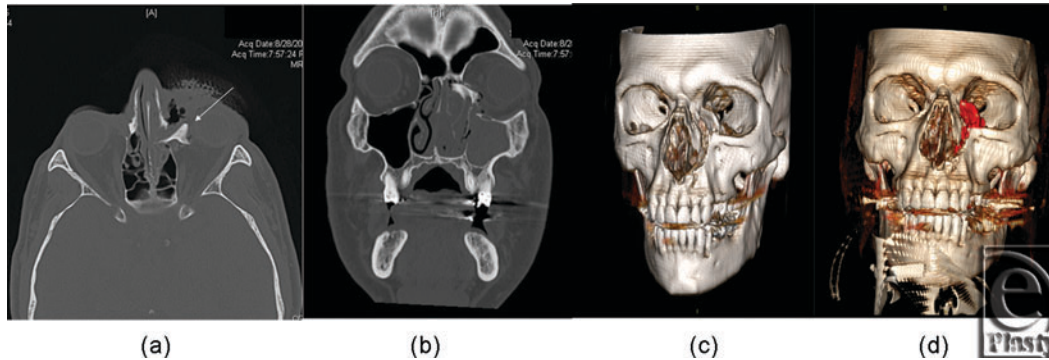 [A]
Acq Date:8/28/20
Acq Time:7:57:24 P
MR
Acq Date:8/2
Acq Time:7:57:
(a)
(b)
(c)
(d)
e
Plasty